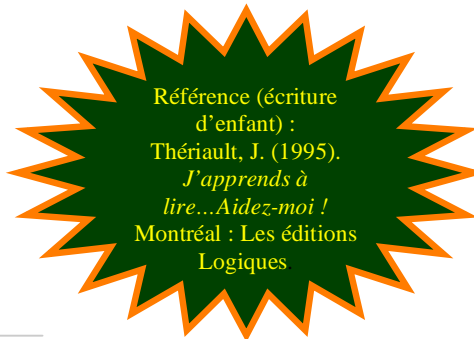 Référence (écriture
d’enfant) :
Thériault, J. (1995).
J’apprends à
lire…Aidez-moi !
Montréal : Les éditions
Logiques.